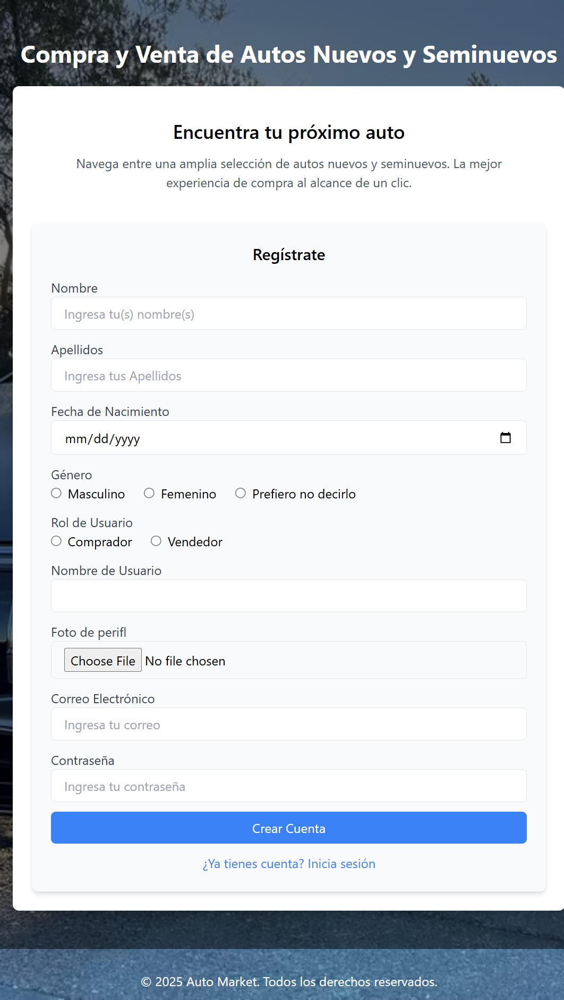 Compra y Venta de Autos Nuevos y Seminuevos
Encuentra tu próximo auto
Navega entre una amplia selección de autos nuevos y seminuevos. La mejor
experiencia de compra al alcance de un clic.
Regístrate
Nombre
Ingresa tu(s) nombre(s)
Apellidos
Ingresa tus Apellidos
Fecha de Nacimiento
mm/dd/yyyy
Género
Masculino Femenino Prefiero no decirlo
Rol de Usuario
Comprador Vendedor
Nombre de Usuario
Foto de perifl
Choose File No file chosen
Correo Electrónico
Ingresa tu correo
Contraseña
Ingresa tu contraseña
Crear Cuenta
¿Ya tienes cuenta? Inicia sesión
© 2025 Auto Market. Todos los derechos reservados.